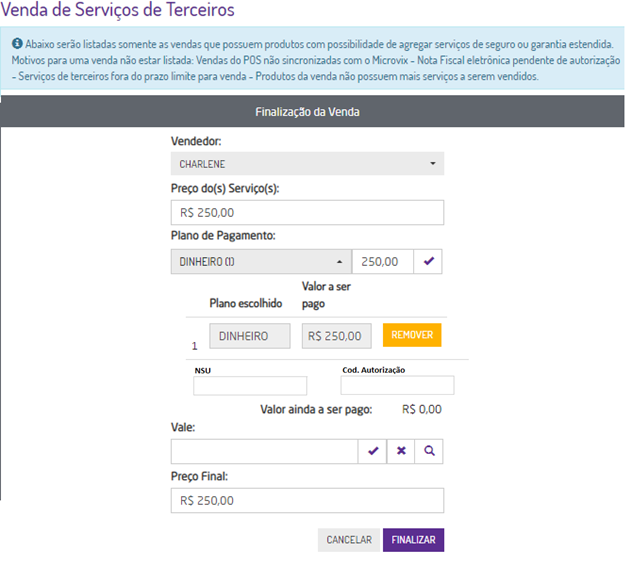 Venda de Serviços de Terceiros
Abaixo serão listadas somente as vendas que possuem produtos com possibilidade de agregar serviços de seguro ou garantia estendida.
Motivos para uma venda não estar listada: Vendas do POS não sincronizadas com o Microvix - Nota Fiscal eletrônica pendente de autorização
- Serviços de terceiros fora do prazo limite para venda - Produtos da venda não possuem mais serviços a serem vendidos.
Finalização da Venda
Vendedor:
CHARLENE
Preço do(s) Serviço(s):
R$ 250,00
Plano de Pagamento:
DINHEIRO (1) 250,00
Plano escolhido Valor a ser pago
1 DINHEIRO R$ 250,00 REMOVER
NSU Cod. Autorização
Valor ainda a ser pago: R$ 0,00
Vale:
Preço Final:
R$ 250,00
CANCELAR FINALIZAR